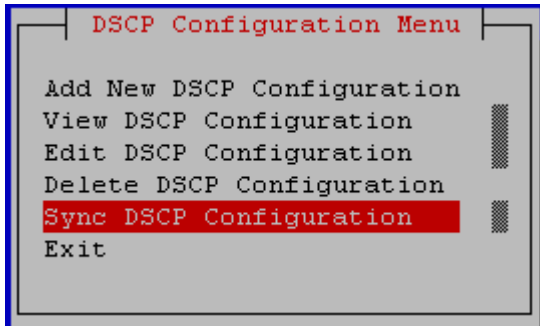 DSCP Configuration Menu
Add New DSCP Configuration
View DSCP Configuration
Edit DSCP Configuration
Delete DSCP Configuration
Sync DSCP Configuration
Exit